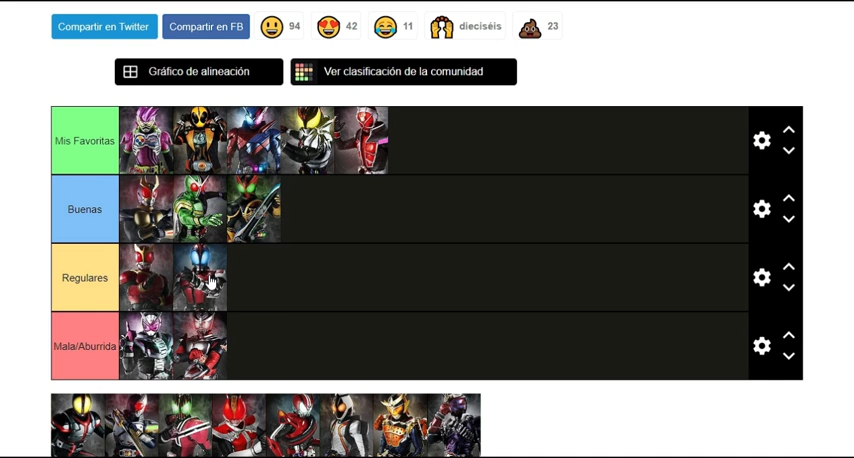 Compartir en Twitter
Compartir en FB
94
42
11
dieciséis
23
Gráfico de alineación
Ver clasificación de la comunidad
Mis Favoritas
Buenas
Regulares
Mala/Aburrida